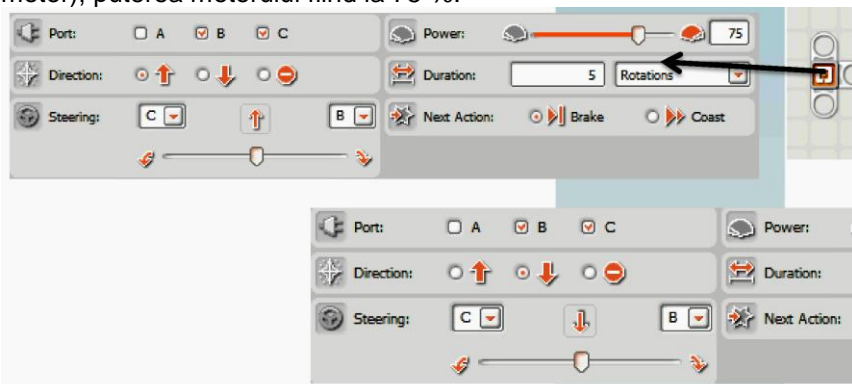 motor), puterea motorului fiind la 75 %.
Port: A B C Power: 75
Direction: Duration: 5 Rotations
Steering: C B Next Action: Brake Coast
Port: A B C Power:
Direction: Duration:
Steering: C B Next Action: